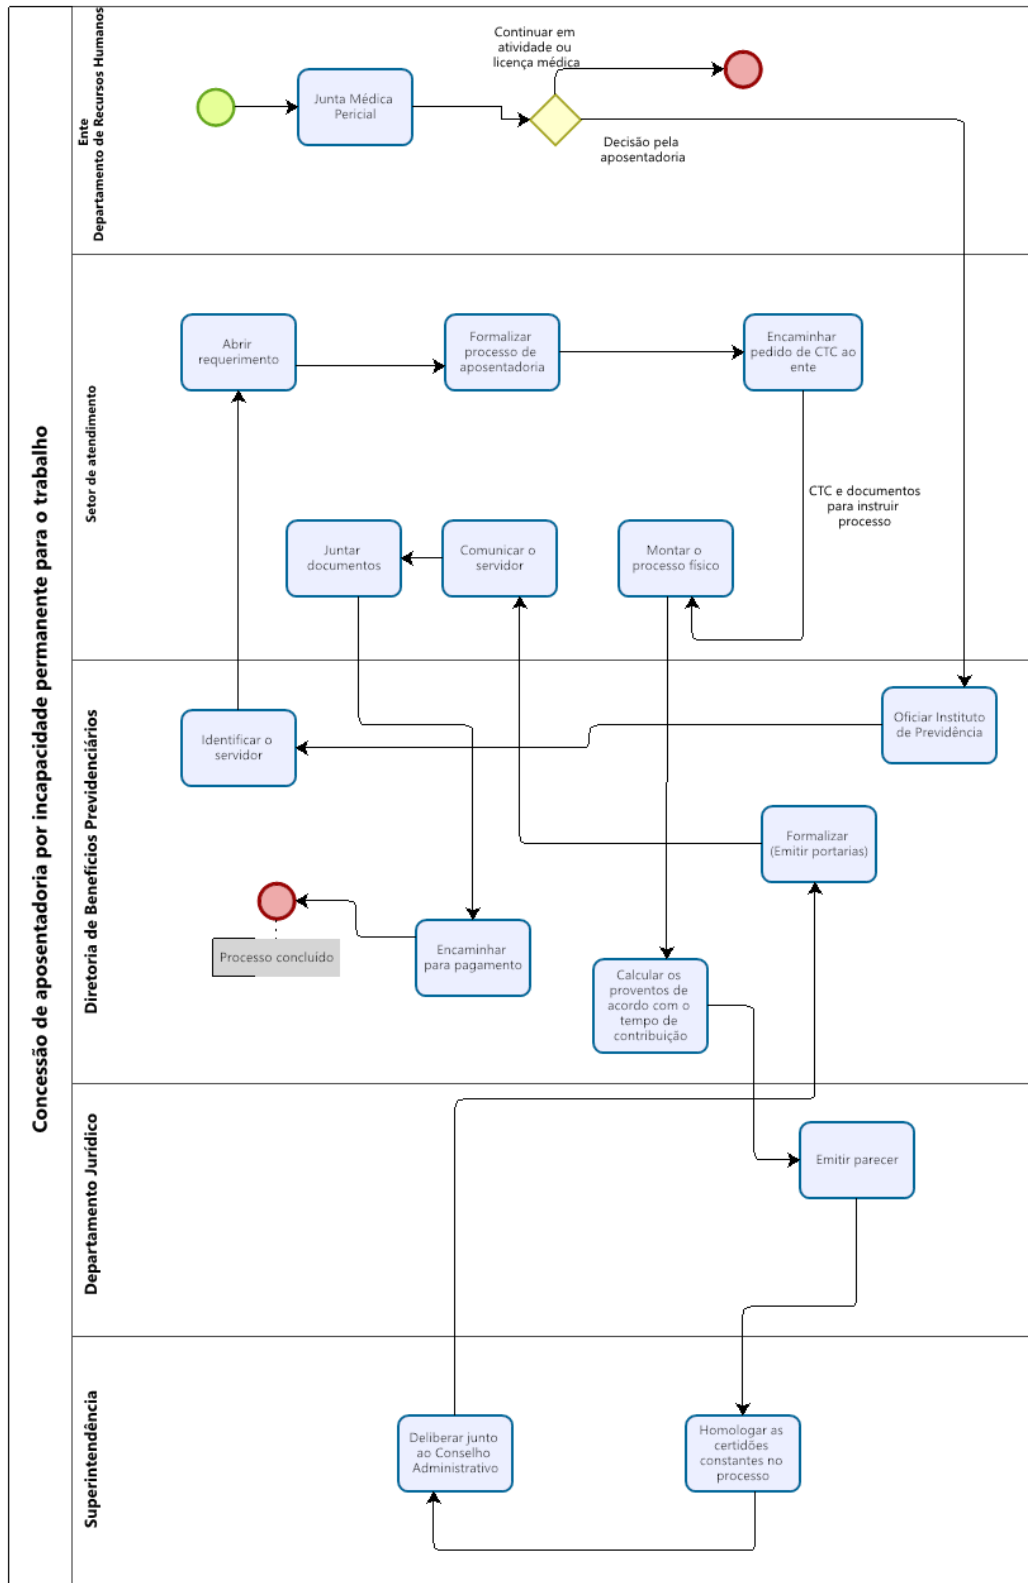 Concessão de aposentadoria por incapacidade permanente para o trabalho
Ente
Departamento de Recursos Humanos
Continuar em
atividade ou
licença médica
Junta Médica
Pericial
Decisão pela
aposentadoria
Setor de atendimento
Abrir
requerimento
Formalizar
processo de
aposentadoria
Encaminhar
pedido de CTC ao
ente
CTC e documentos
para instruir
processo
Juntar
documentos
Comunicar o
servidor
Montar o
processo físico
Diretoria de Benefícios Previdenciários
Identificar o
servidor
Oficiar Instituto
de Previdência
Formalizar
(Emitir portarias)
Processo concluído
Encaminhar
para pagamento
Calcular os
proventos de
acordo com o
tempo de
contribuição
Departamento Jurídico
Emitir parecer
Superintendência
Deliberar junto
ao Conselho
Administrativo
Homologar as
certidões
constantes no
processo